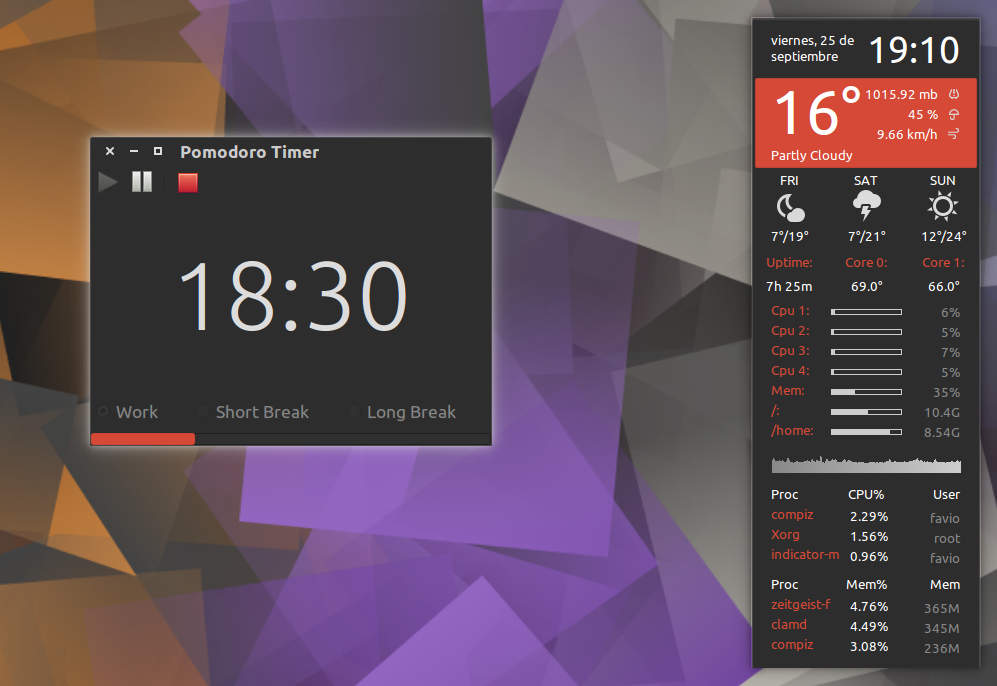 Pomodoro Timer
18:30
Work Short Break Long Break
viernes, 25 de
septiembre
19:10
16°
1015.92 mb
45 %
9.66 km/h
Partly Cloudy
FRI SAT SUN
7°/19° 7°/21° 12°/24°
Uptime: Core 0: Core 1:
7h 25m 69.0° 66.0°
Cpu 1: 6%
Cpu 2: 5%
Cpu 3: 7%
Cpu 4: 5%
Mem: 35%
/: 10.4G
/home: 8.54G
Proc CPU% User
compiz 2.29% favio
Xorg 1.56% root
indicator-m 0.96% favio
Proc Mem% Mem
zeitgeist-f 4.76% 365M
clamd 4.49% 345M
compiz 3.08% 236M